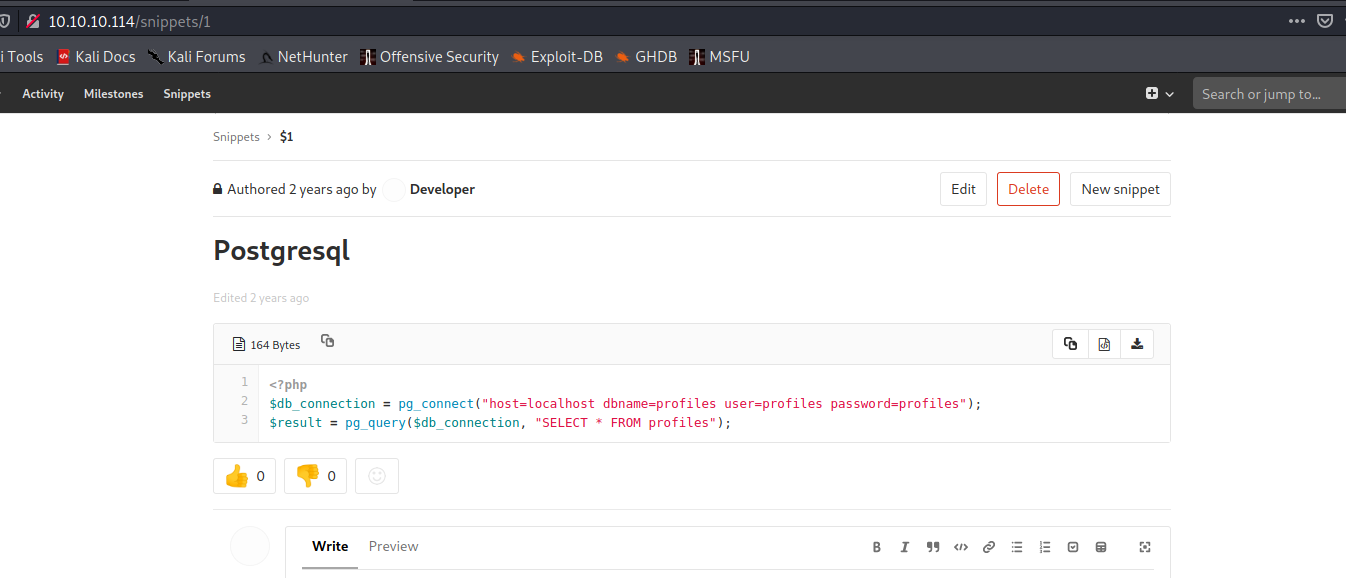 10.10.10.114/snippets/1
i Tools Kali Docs Kali Forums NetHunter Offensive Security Exploit-DB GHDB MSFU
Activity Milestones Snippets Search or jump to...
Snippets > $1
Authored 2 years ago by Developer Edit Delete New snippet
Postgresql
Edited 2 years ago
164 Bytes
1 <?php
2 $db_connection = pg_connect("host=localhost dbname=profiles user=profiles password=profiles");
3 $result = pg_query($db_connection, "SELECT * FROM profiles");
👍 0 👎 0
Write Preview B I